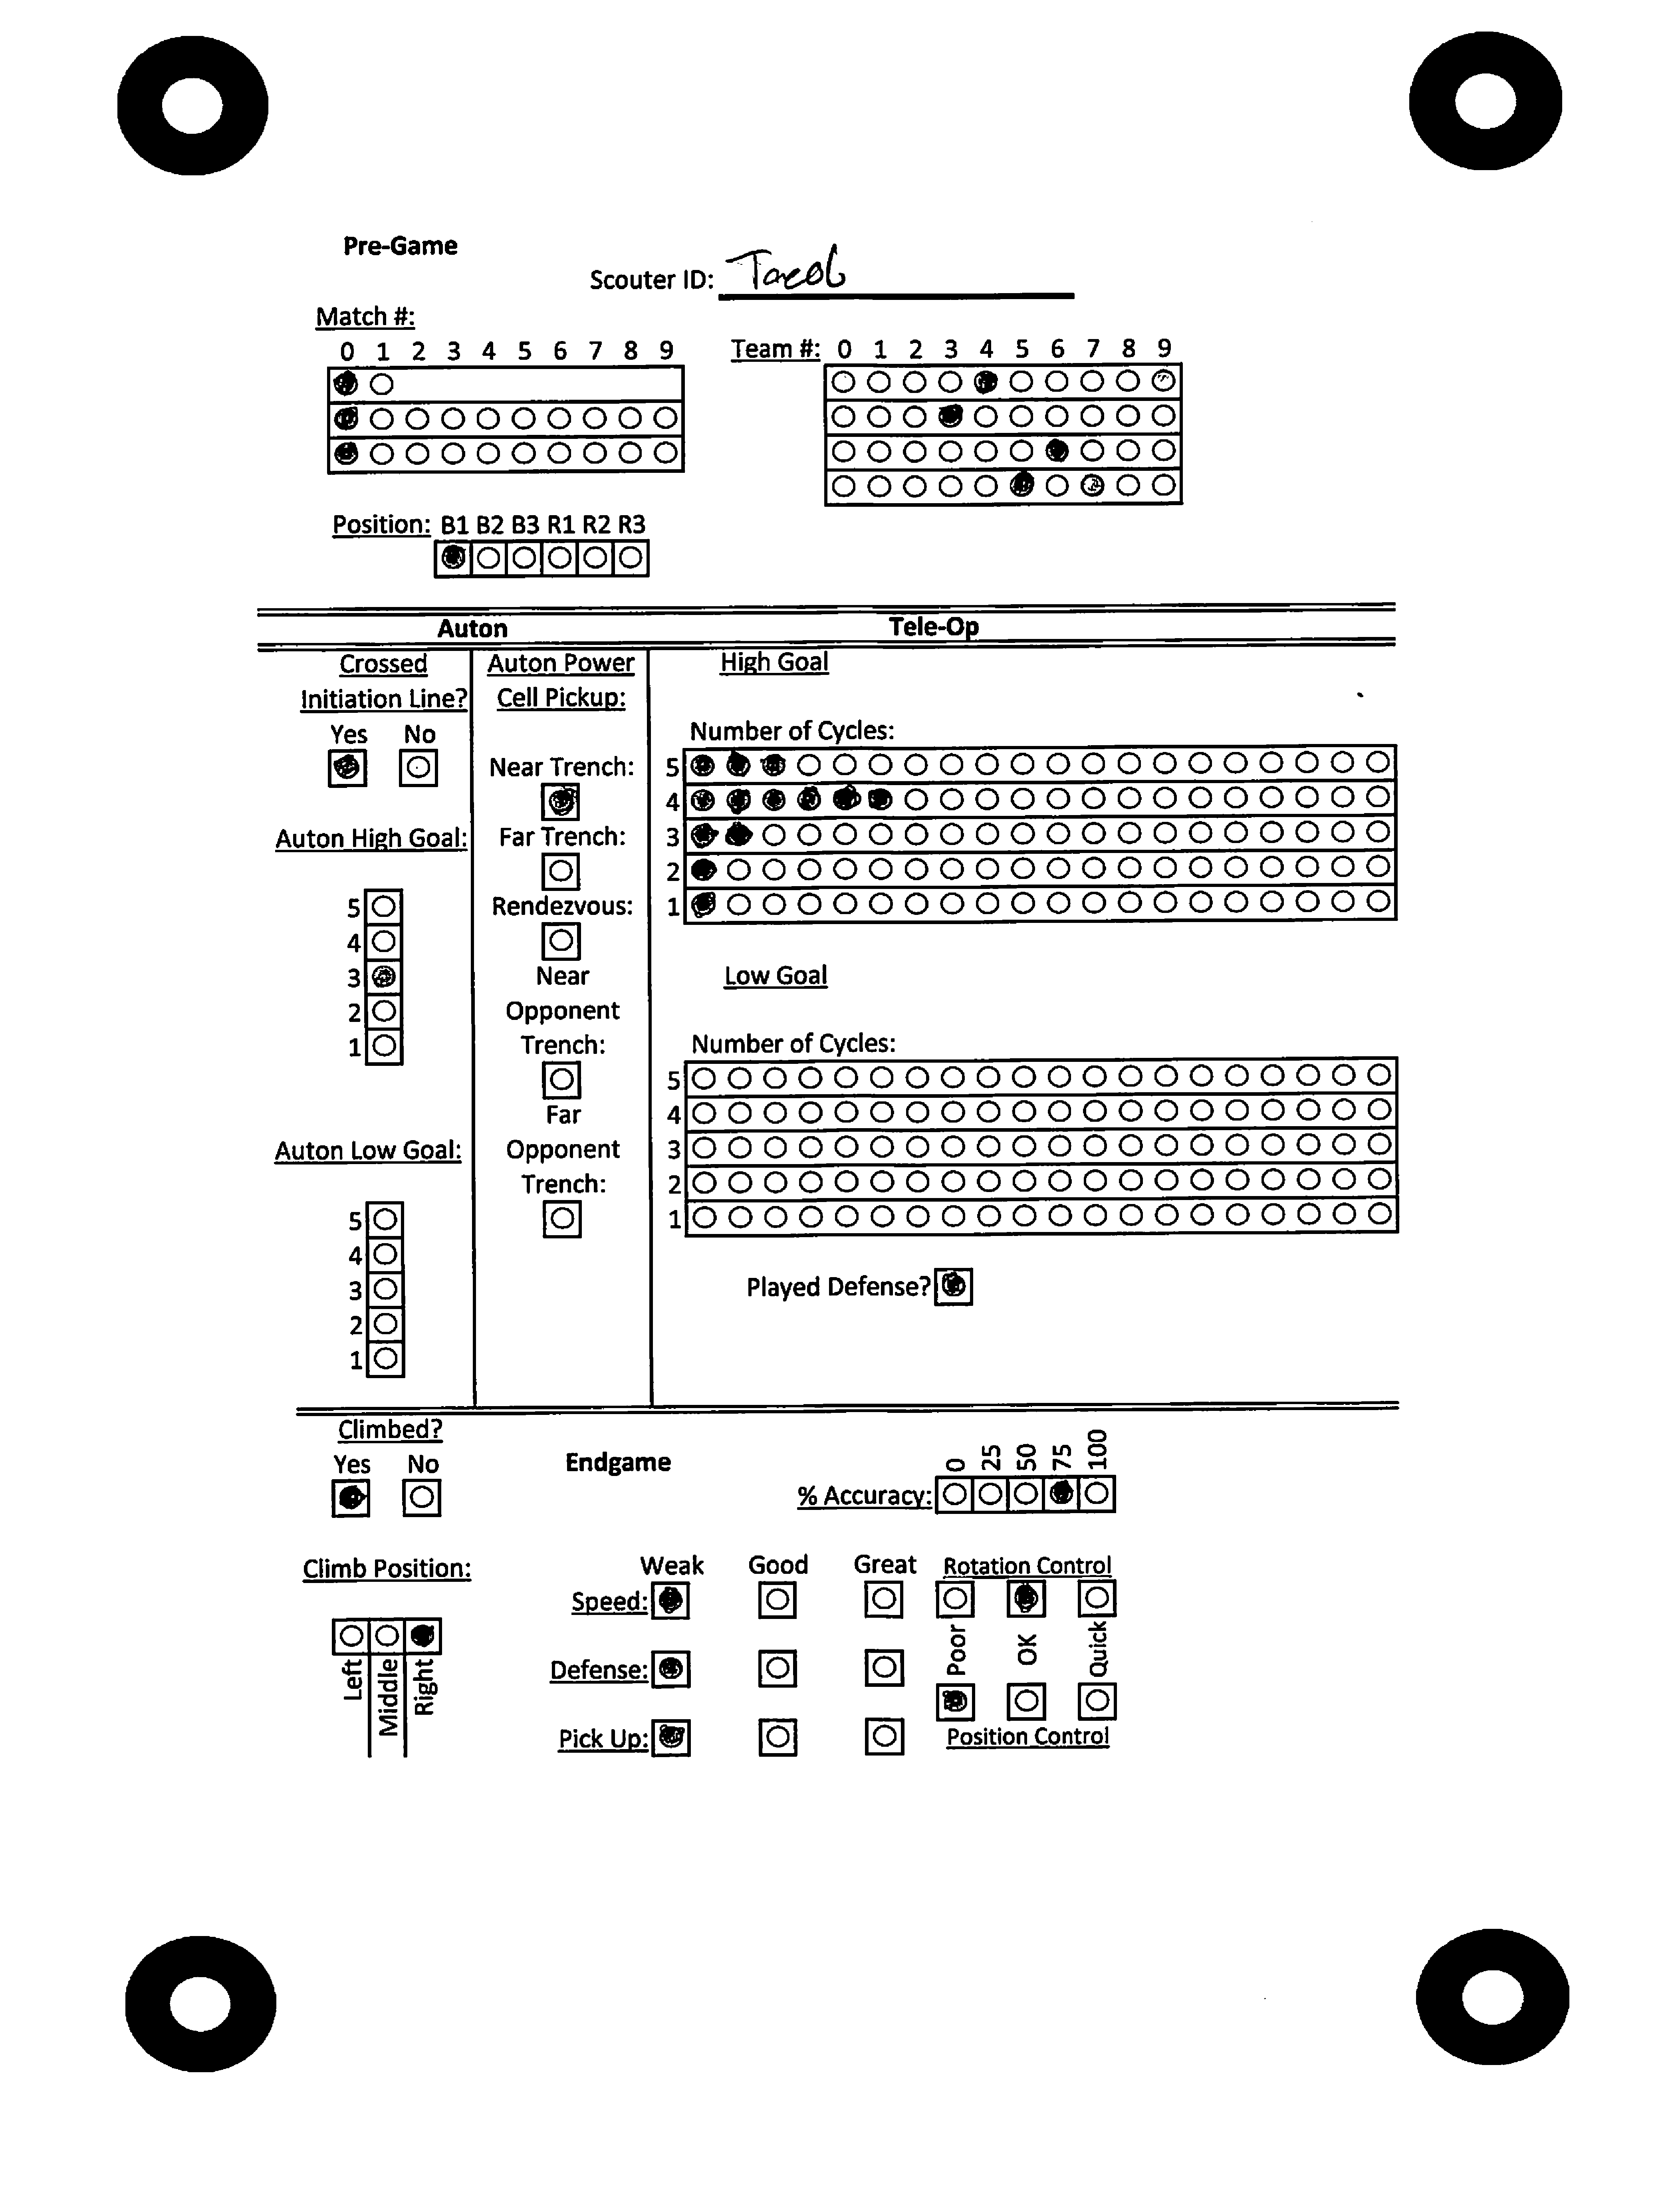 Pre-Game
Scouter ID: Jacob
Match #:
0 1 2 3 4 5 6 7 8 9
Team #: 0 1 2 3 4 5 6 7 8 9
Position: B1 B2 B3 R1 R2 R3
Auton
Tele-Op
Crossed
Initiation Line?
Yes No
Auton High Goal:
5
4
3
2
1
Auton Low Goal:
5
4
3
2
1
Auton Power
Cell Pickup:
Near Trench:
Far Trench:
Rendezvous:
Near
Opponent
Trench:
Far
Opponent
Trench:
High Goal
Number of Cycles:
5
4
3
2
1
Low Goal
Number of Cycles:
5
4
3
2
1
Played Defense?
Climbed?
Yes No
Endgame
0 25 50 75 100
% Accuracy:
Climb Position:
Left
Middle
Right
Weak Good Great
Speed:
Defense:
Pick Up:
Rotation Control
Poor
OK
Quick
Position Control